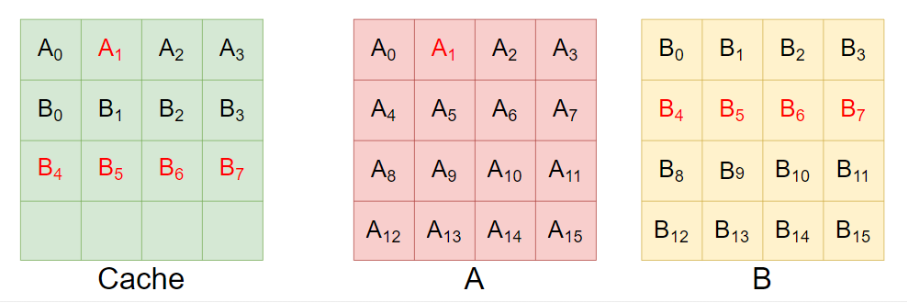 A₀ A₁ A₂ A₃ A₀ A₁ A₂ A₃ B₀ B₁ B₂ B₃
B₀ B₁ B₂ B₃ A₄ A₅ A₆ A₇ B₄ B₅ B₆ B₇
B₄ B₅ B₆ B₇ A₈ A₉ A₁₀ A₁₁ B₈ B9 B₁₀ B₁₁
A₁₂ A₁₃ A₁₄ A₁₅ B₁₂ B₁₃ B₁₄ B₁₅
Cache A B